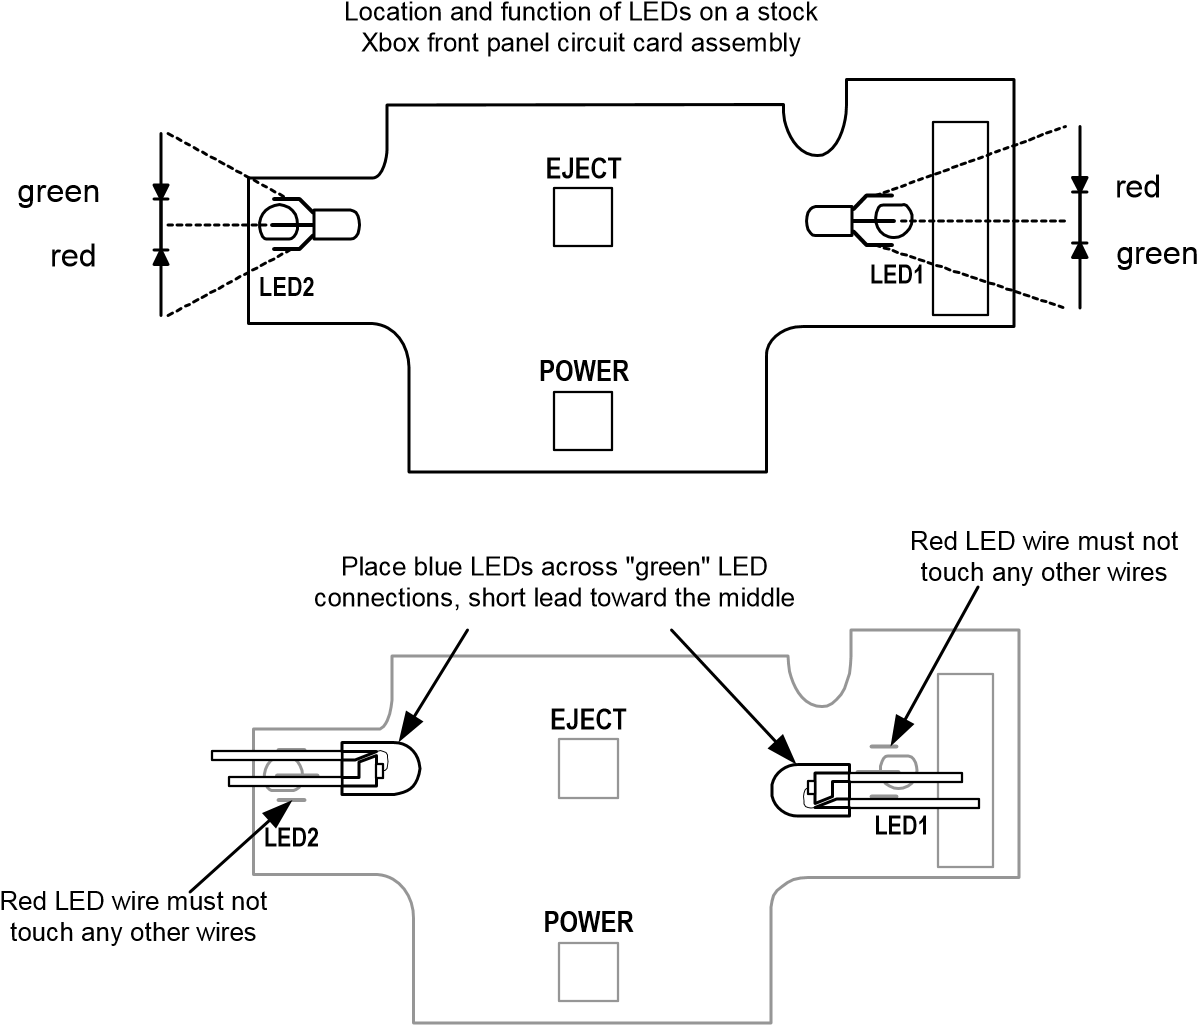 Location and function of LEDs on a stock
Xbox front panel circuit card assembly
EJECT
green
red
red
green
LED2
LED1
POWER
Red LED wire must not
touch any other wires
Place blue LEDs across "green" LED
connections, short lead toward the middle
EJECT
LED2
LED1
Red LED wire must not
touch any other wires
POWER